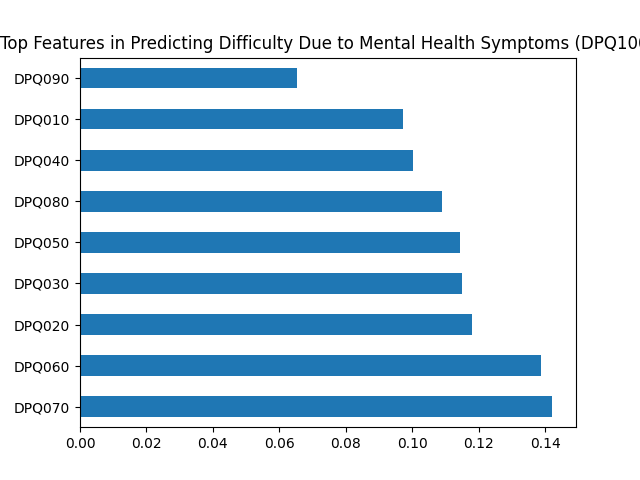 Top Features in Predicting Difficulty Due to Mental Health Symptoms (DPQ10
DPQ090
DPQ010
DPQ040
DPQ080
DPQ050
DPQ030
DPQ020
DPQ060
DPQ070
0.00 0.02 0.04 0.06 0.08 0.10 0.12 0.14